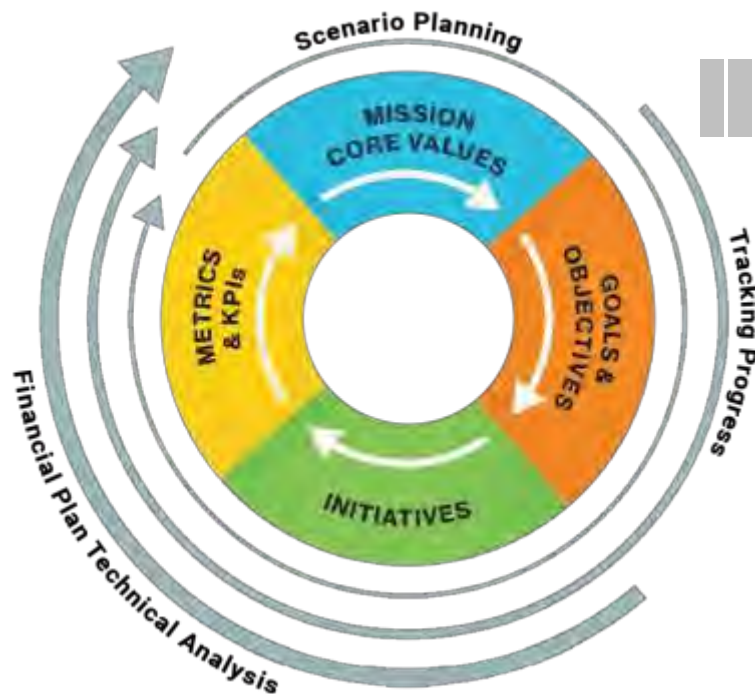 Scenario Planning
MISSION
CORE VALUES
GOALS &
OBJECTIVES
Tracking Progress
INITIATIVES
METRICS
& KPIs
Financial Plan Technical Analysis